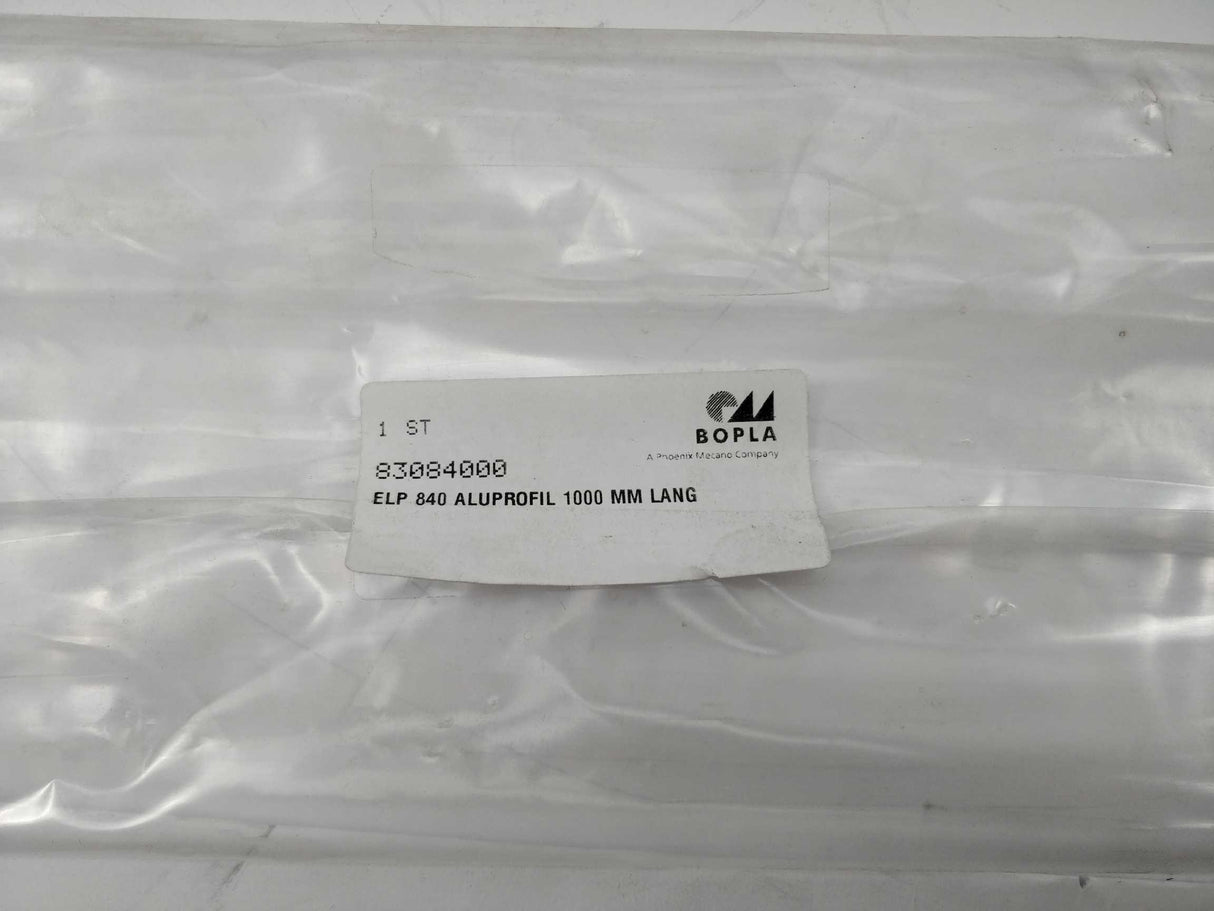 1 ST
BOPLA
A Phoenix Mecano Company
83084000
ELP 840 ALUPROFIL 1000 MM LANG